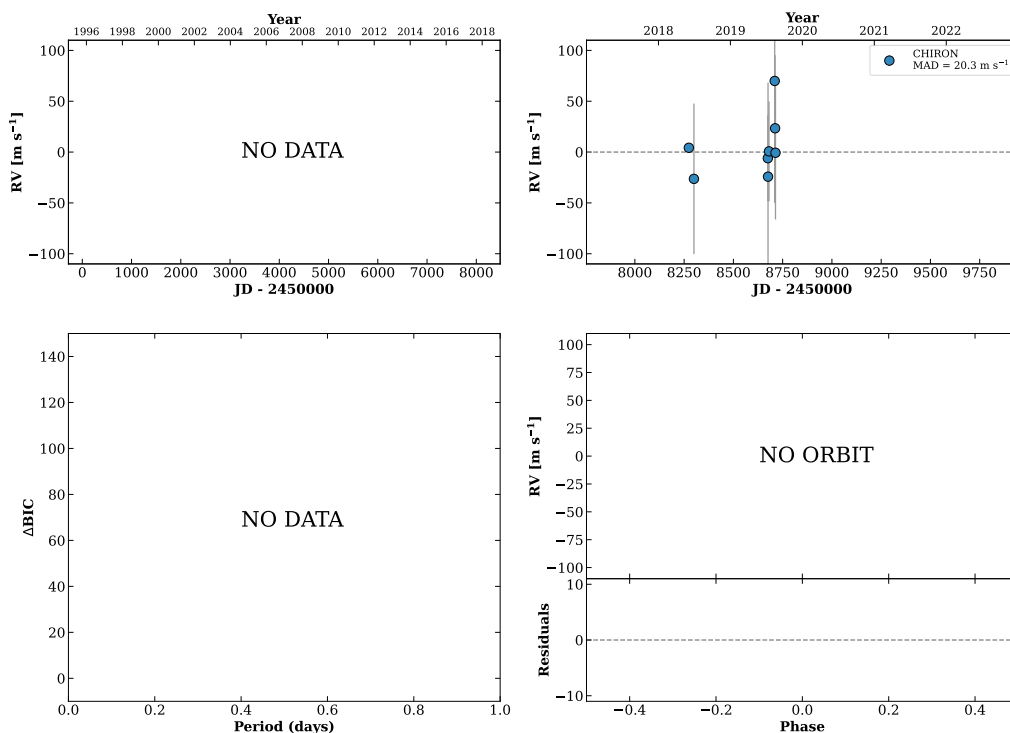 Year
1996 1998 2000 2002 2004 2006 2008 2010 2012 2014 2016 2018
100
50
0
−50
−100
RV [m s⁻¹]
NO DATA
0 1000 2000 3000 4000 5000 6000 7000 8000
JD - 2450000
Year
2018 2019 2020 2021 2022
CHIRON
MAD = 20.3 m s⁻¹
100
50
0
−50
−100
RV [m s⁻¹]
8000 8250 8500 8750 9000 9250 9500 9750
JD - 2450000
140
120
100
80
60
40
20
0
ΔBIC
NO DATA
0.0 0.2 0.4 0.6 0.8 1.0
Period (days)
100
75
50
25
0
−25
−50
−75
−100
RV [m s⁻¹]
NO ORBIT
10
0
−10
Residuals
−0.4 −0.2 0.0 0.2 0.4
Phase